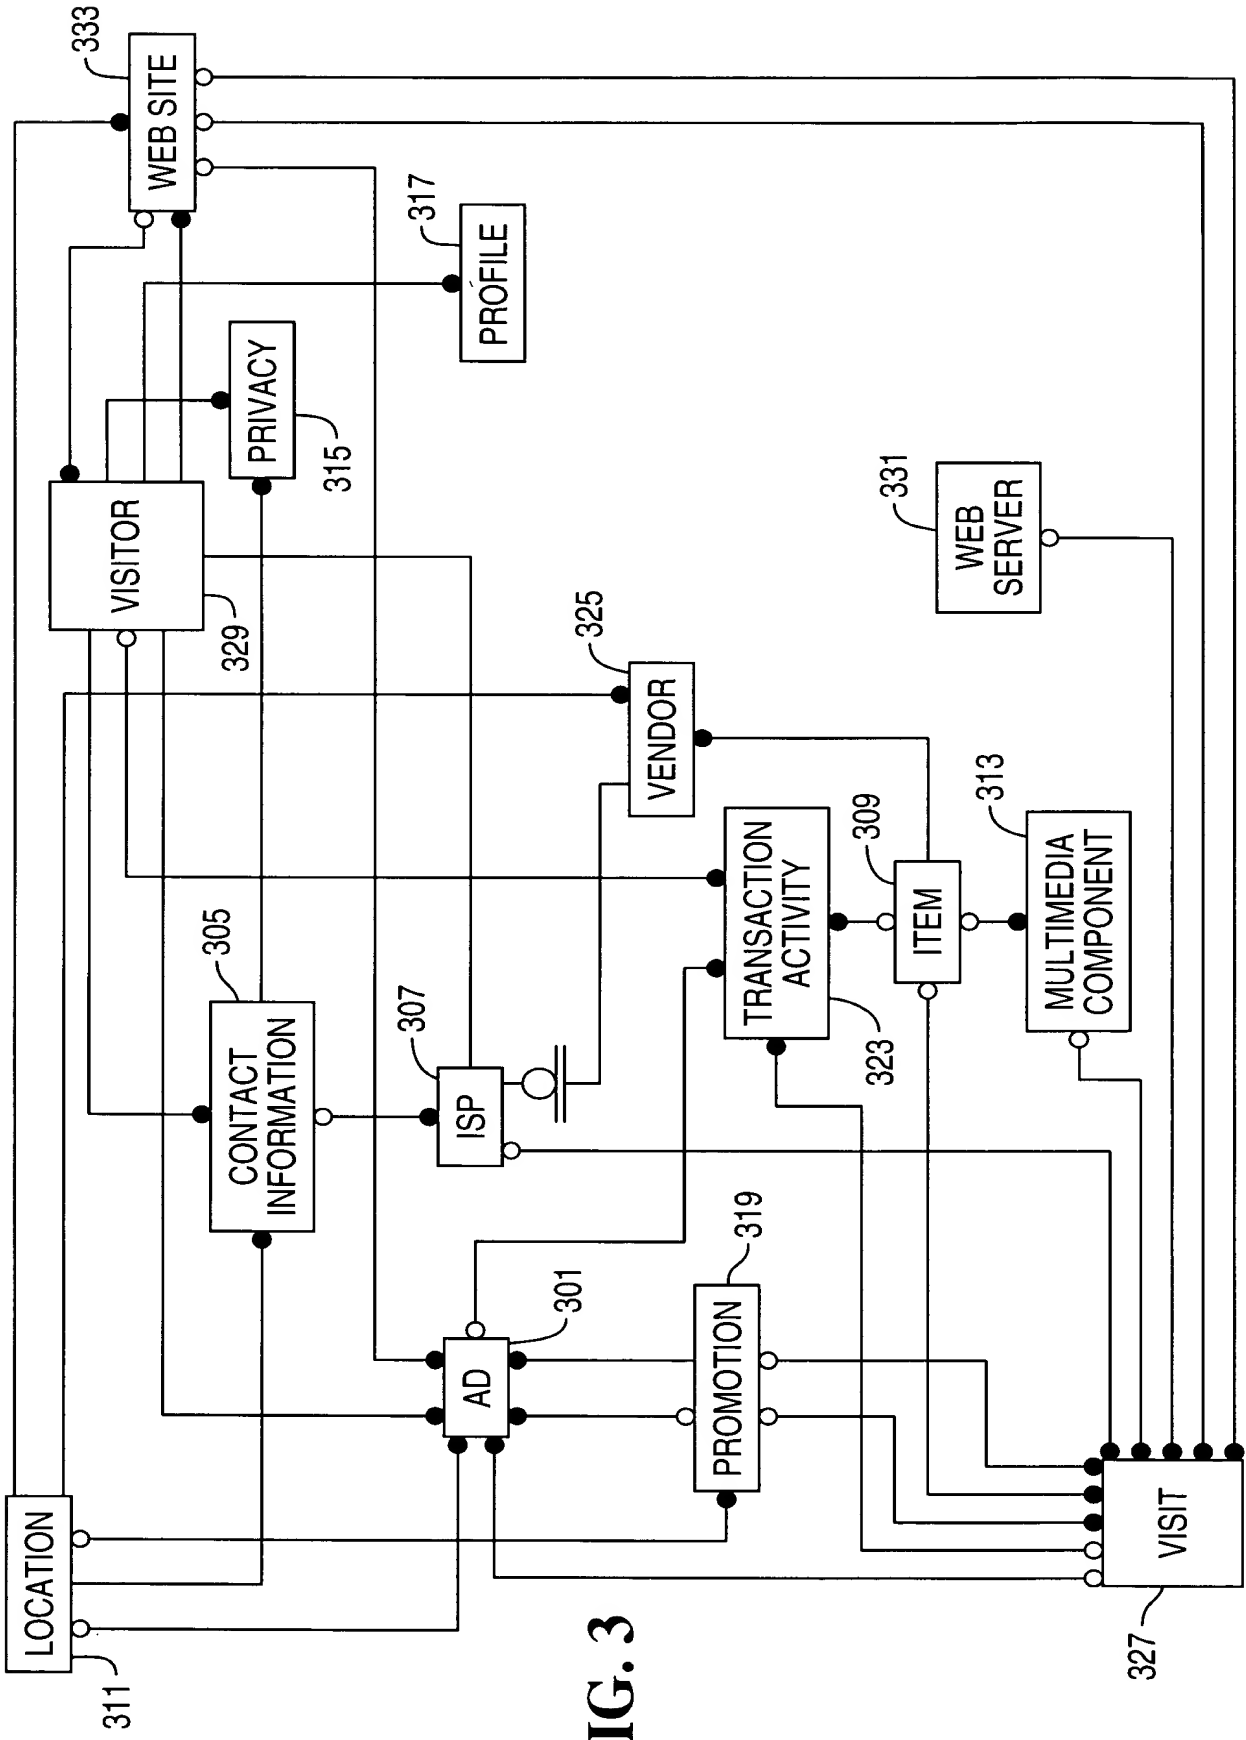 LOCATION
311
333
WEB SITE
VISITOR
329
305
CONTACT
INFORMATION
PRIVACY
315
307
ISP
317
PROFILE
AD
301
325
VENDOR
IG. 3
PROMOTION
319
TRANSACTION
ACTIVITY
323
309
ITEM
331
WEB
SERVER
313
MULTIMEDIA
COMPONENT
327
VISIT